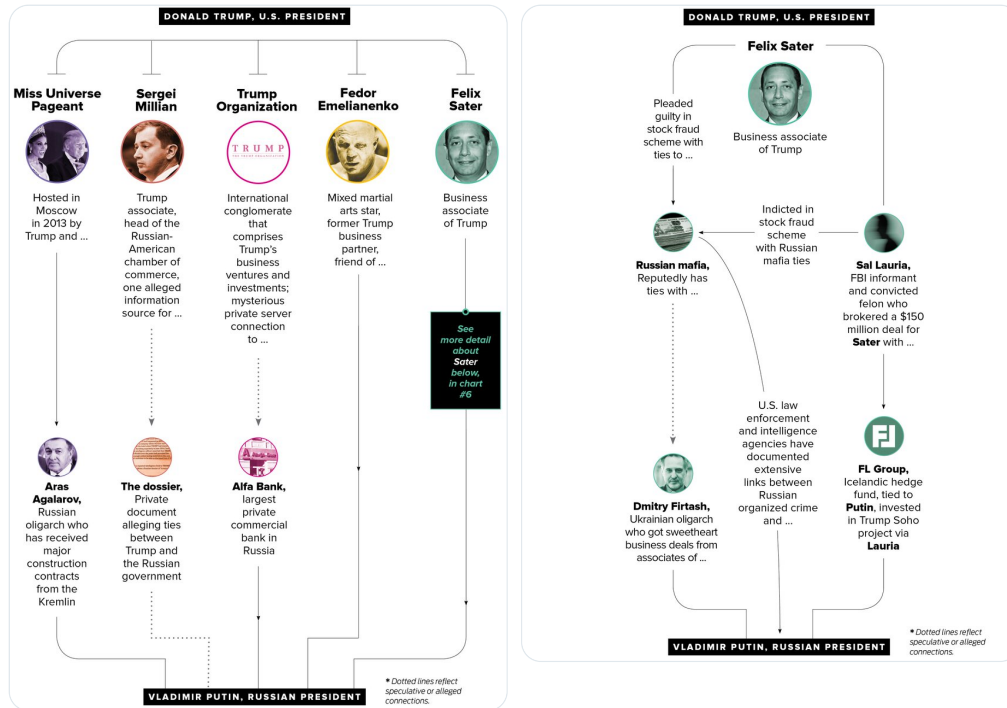 DONALD TRUMP, U.S. PRESIDENT
Miss Universe
Pageant
Hosted in
Moscow
in 2013 by
Trump and ...
Aras
Agalarov,
Russian
oligarch who
has received
major
construction
contracts
from the
Kremlin
Sergei
Millian
Trump
associate,
head of the
Russian-
American
chamber of
commerce,
one alleged
information
source for ...
The dossier,
Private
document
alleging ties
between
Trump and
the Russian
government
Trump
Organization
TRUMP
THE TRUMP ORGANIZATION
International
conglomerate
that
comprises
Trump's
business
ventures and
investments;
mysterious
private server
connection
to ...
Alfa Bank,
largest
private
commercial
bank in
Russia
Fedor
Emelianenko
Mixed martial
arts star,
former Trump
business
partner,
friend of ...
Felix
Sater
Business
associate
of Trump
See
more detail
about
Sater
below,
in chart
#6
VLADIMIR PUTIN, RUSSIAN PRESIDENT
* Dotted lines reflect
speculative or alleged
connections.
DONALD TRUMP, U.S. PRESIDENT
Felix Sater
Business associate
of Trump
Pleaded
guilty in
stock fraud
scheme with
ties to ...
Russian mafia,
Reputedly has
ties with ...
Indicted in
stock fraud
scheme
with Russian
mafia ties
Sal Lauria,
FBI informant
and convicted
felon who
brokered a $150
million deal for
Sater with ...
Dmitry Firtash,
Ukrainian oligarch
who got sweetheart
business deals from
associates of ...
U.S. law
enforcement
and intelligence
agencies have
documented
extensive
links between
Russian
organized crime
and ...
FL Group,
Icelandic hedge
fund, tied to
Putin, invested
in Trump Soho
project via
Lauria
VLADIMIR PUTIN, RUSSIAN PRESIDENT
* Dotted lines reflect
speculative or alleged
connections.